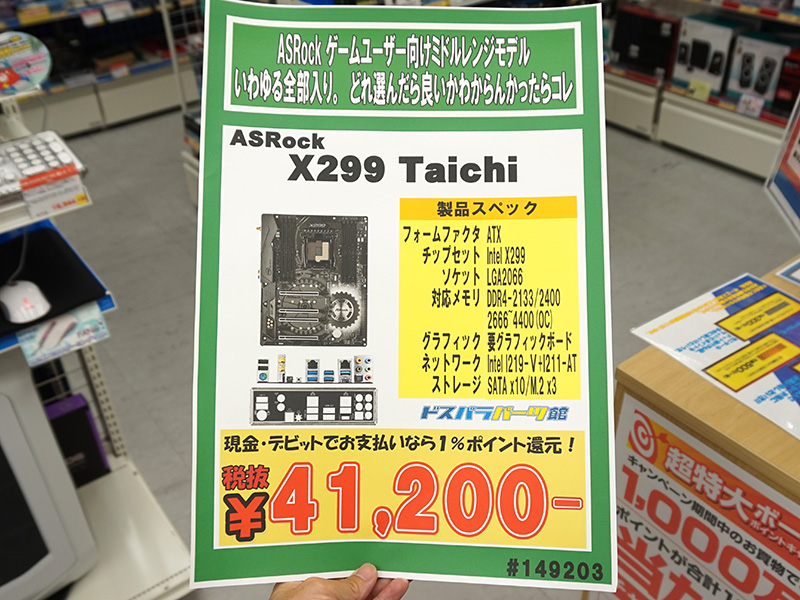 ASRock ゲームユーザー向けミドルレンジモデル
いわゆる全部入り。どれ選んだら良いかわからんかったらコレ
ASRock
X299 Taichi
製品スペック
フォームファクタ ATX
チップセット Intel X299
ソケット LGA2066
対応メモリ DDR4-2133/2400
2666~4400(OC)
グラフィック 要グラフィックボード
ネットワーク Intel I219-V+I211-AT
ストレージ SATA x10/M.2 x3
ドスパラパーツ館
現金・デビットでお支払いなら1%ポイント還元!
税抜
¥41,200-
#149203
超特大ボー
ポイントキ
キャンペーン期間中のお買物で
1,000万
ポイントが合計1